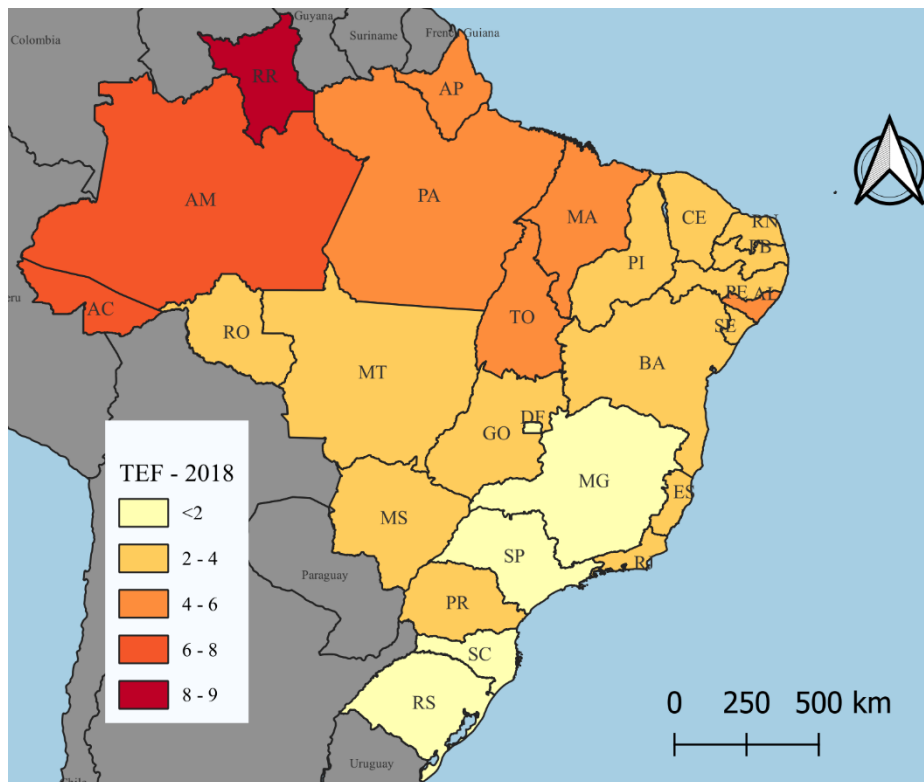 Guyana
Colombia
Suriname
French Guiana
RR
AP
AM
PA
MA
CE
RN
PB
PI
PE
AL
AC
TO
SE
RO
BA
MT
DF
GO
MG
ES
MS
SP
RJ
Paraguay
PR
SC
RS
Uruguay
TEF - 2018
<2
2 - 4
4 - 6
6 - 8
8 - 9
0 250 500 km